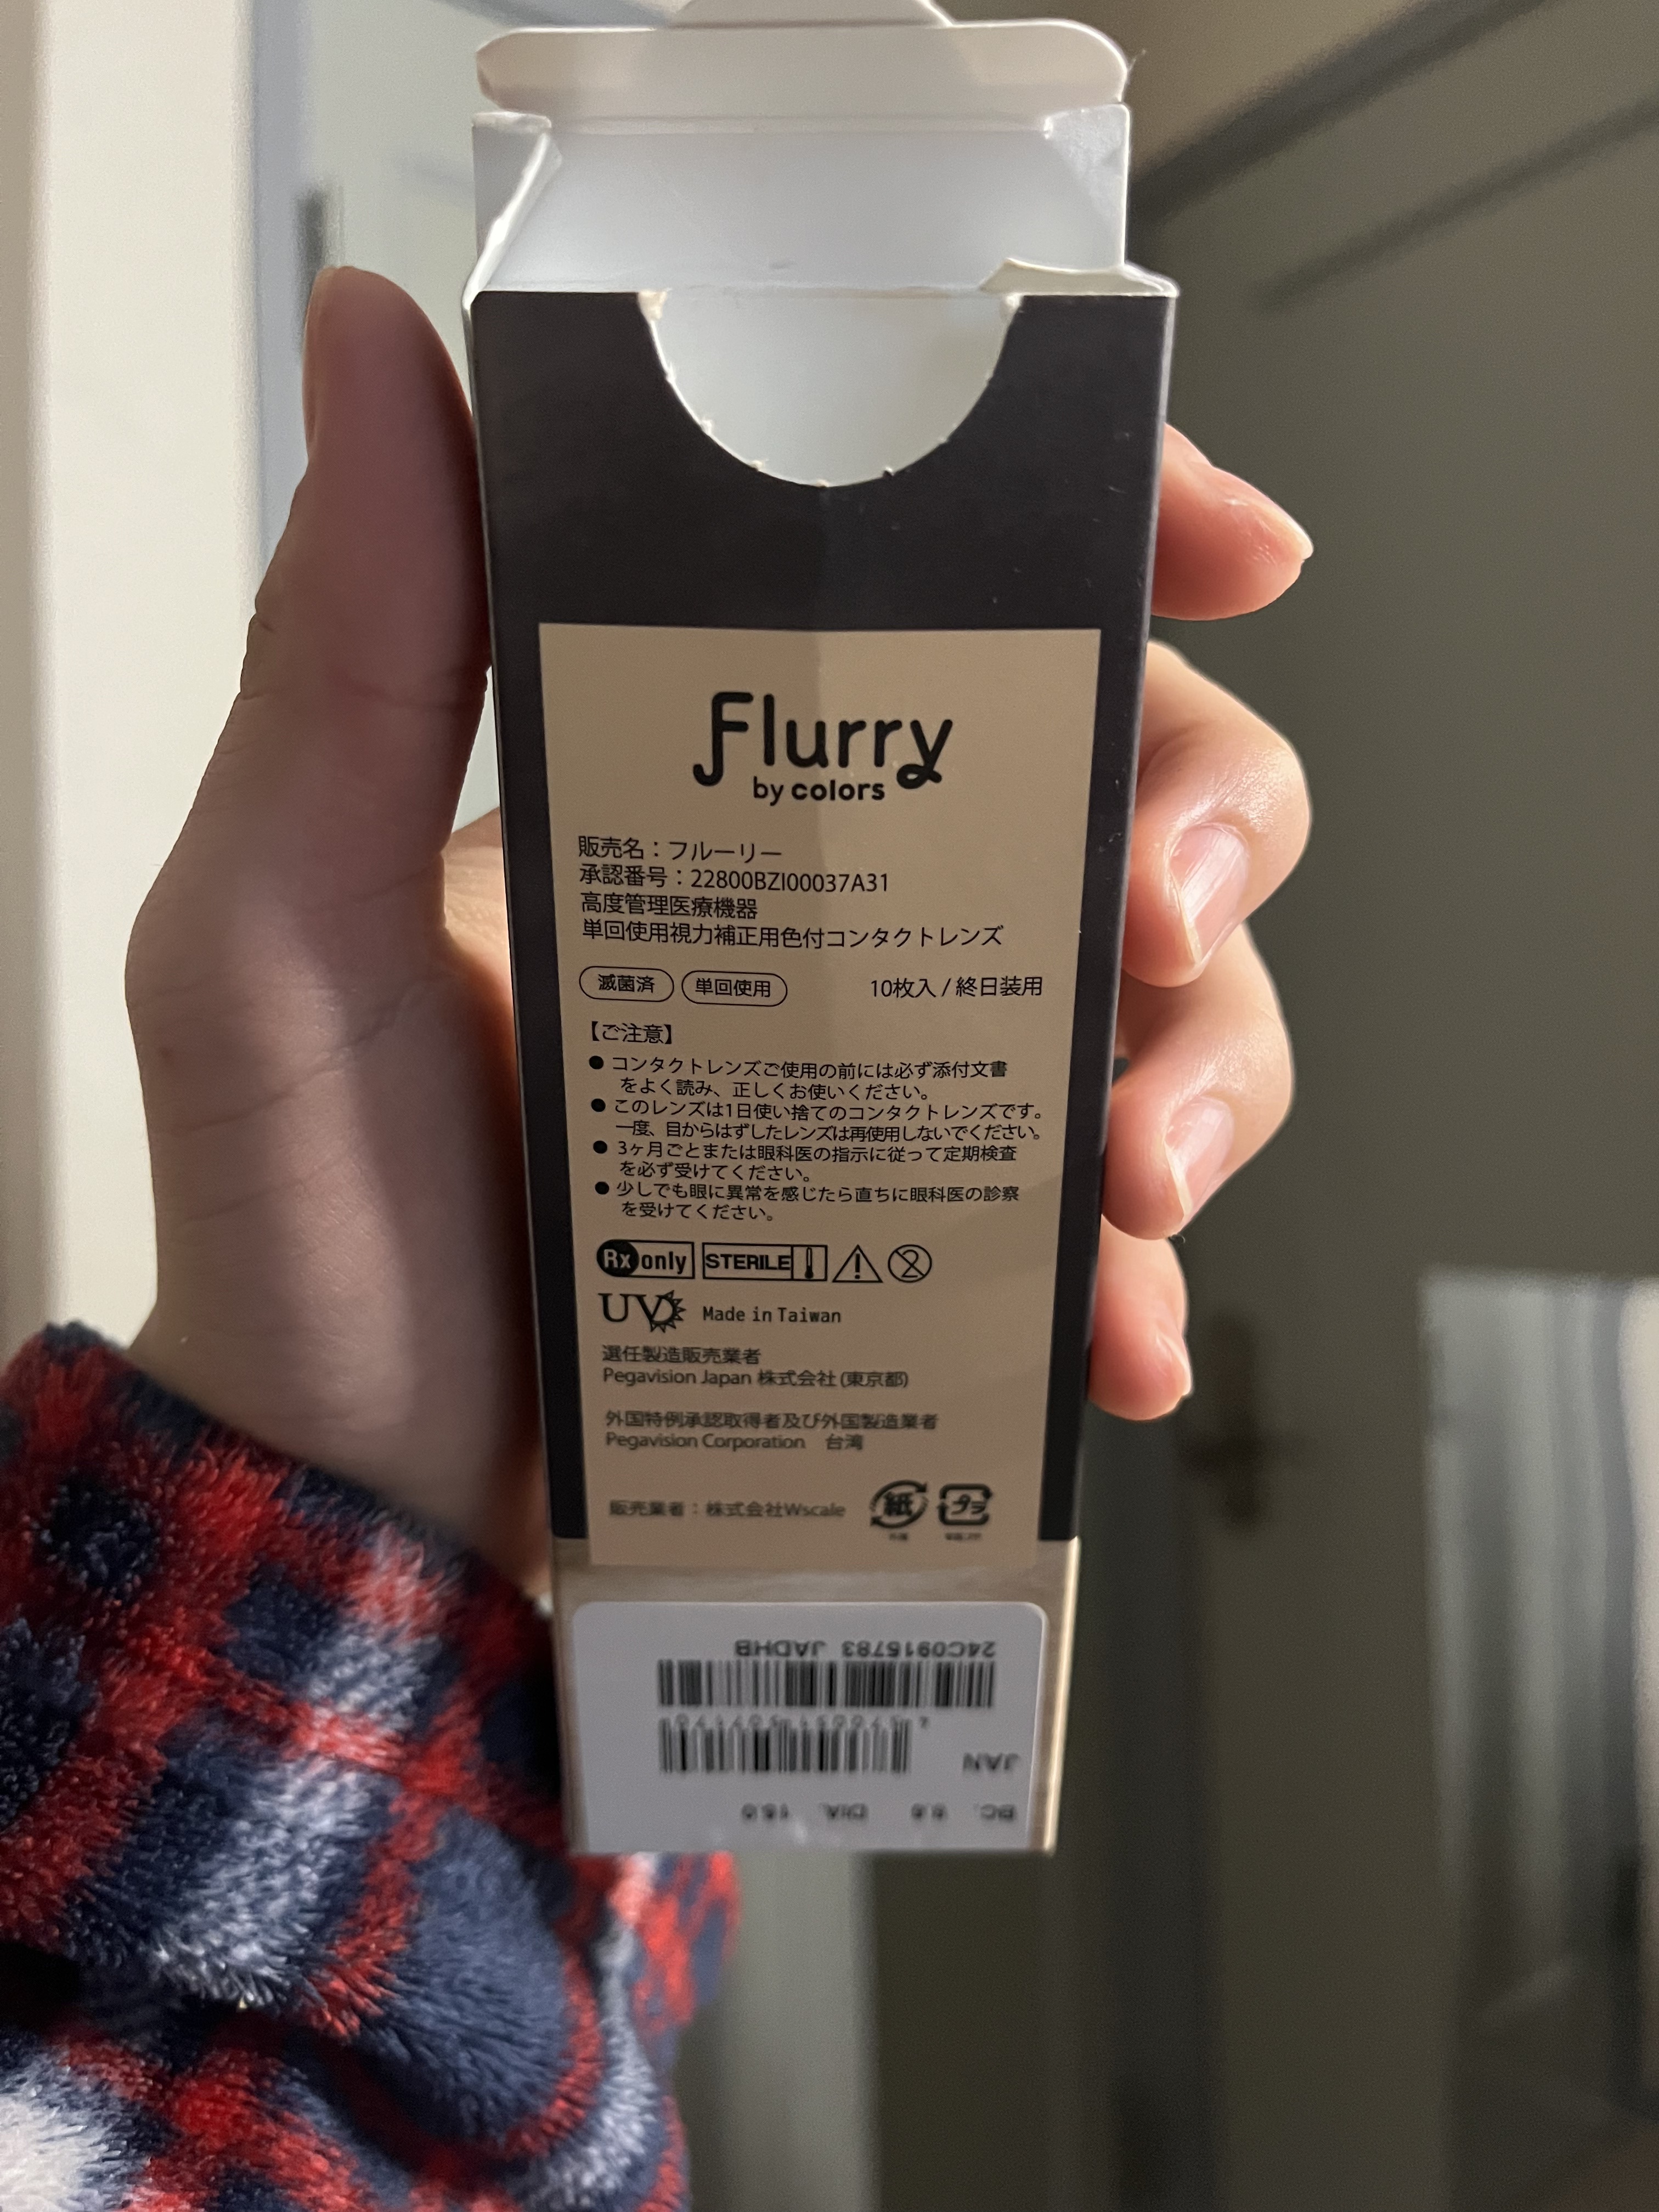 Flurry
by colors
販売名：フルーリー
承認番号：22800BZI00037A31
高度管理医療機器
単回使用視力補正用色付コンタクトレンズ
滅菌済 単回使用 10枚入 / 終日装用
【ご注意】
● コンタクトレンズご使用の前には必ず添付文書
をよく読み、正しくお使いください。
● このレンズは1日使い捨てのコンタクトレンズです。
一度、目からはずしたレンズは再使用しないでください。
● 3ヶ月ごとまたは眼科医の指示に従って定期検査
を必ず受けてください。
● 少しでも眼に異常を感じたら直ちに眼科医の診察
を受けてください。
Rx only STERILE 2
UV Made in Taiwan
選任製造販売業者
Pegavision Japan 株式会社 (東京都)
外国特例承認取得者及び外国製造業者
Pegavision Corporation 台湾
販売業者：株式会社Wscale 紙 プラ
24C0915783 JADHB
JAN
BC. DIA.